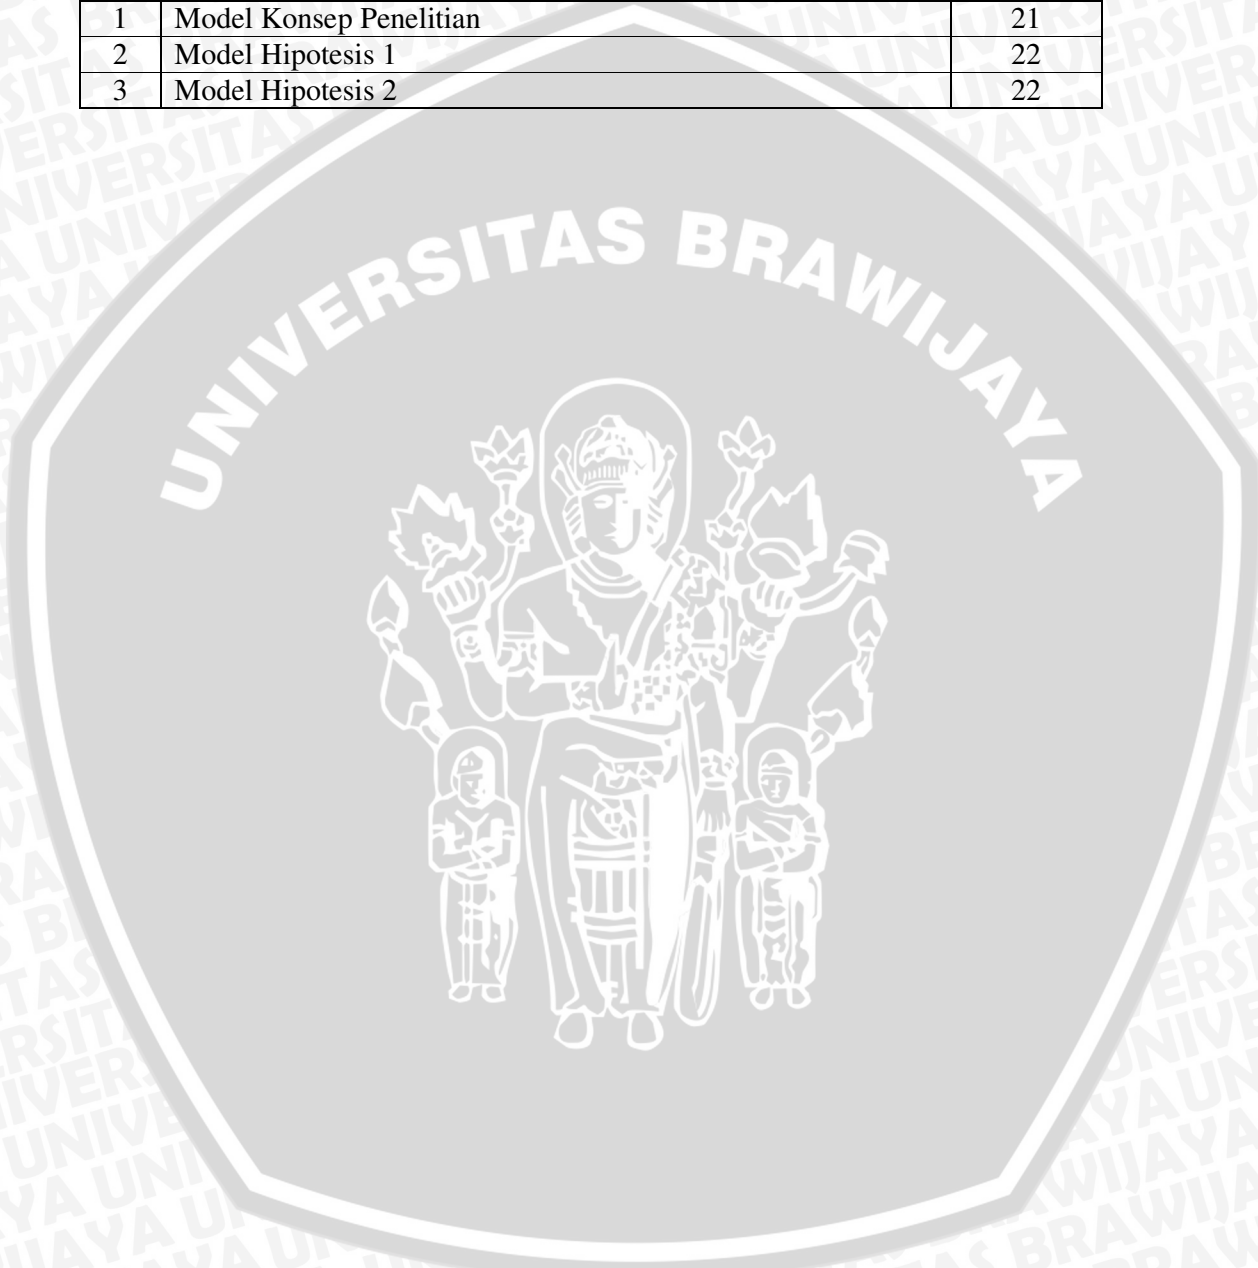 1 Model Konsep Penelitian 21
2 Model Hipotesis 1 22
3 Model Hipotesis 2 22
UNIVERSITAS BRAWIJAYA